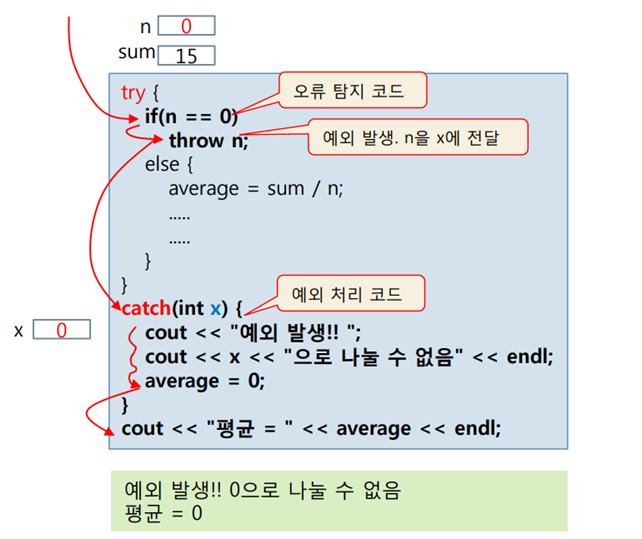 n 0
sum 15
try {
if(n == 0)
오류 탐지 코드
throw n;
예외 발생. n을 x에 전달
else {
average = sum / n;
.....
.....
}
}
catch(int x) {
예외 처리 코드
x 0
cout << "예외 발생!! ";
cout << x << "으로 나눌 수 없음" << endl;
average = 0;
}
cout << "평균 = " << average << endl;
예외 발생!! 0으로 나눌 수 없음
평균 = 0